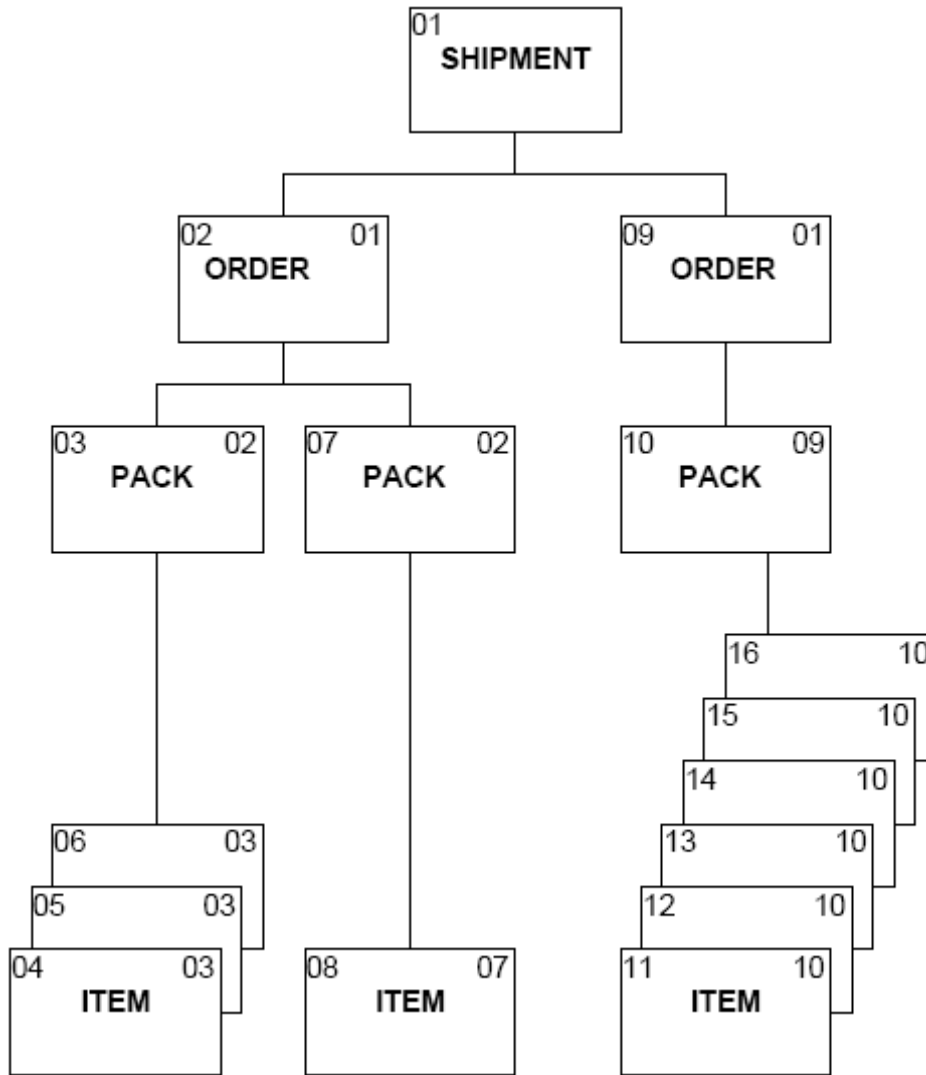 01
SHIPMENT
02 01
ORDER
09 01
ORDER
03 02
PACK
07 02
PACK
10 09
PACK
16 10
15 10
14 10
13 10
12 10
11 10
ITEM
06 03
05 03
04 03
ITEM
08 07
ITEM